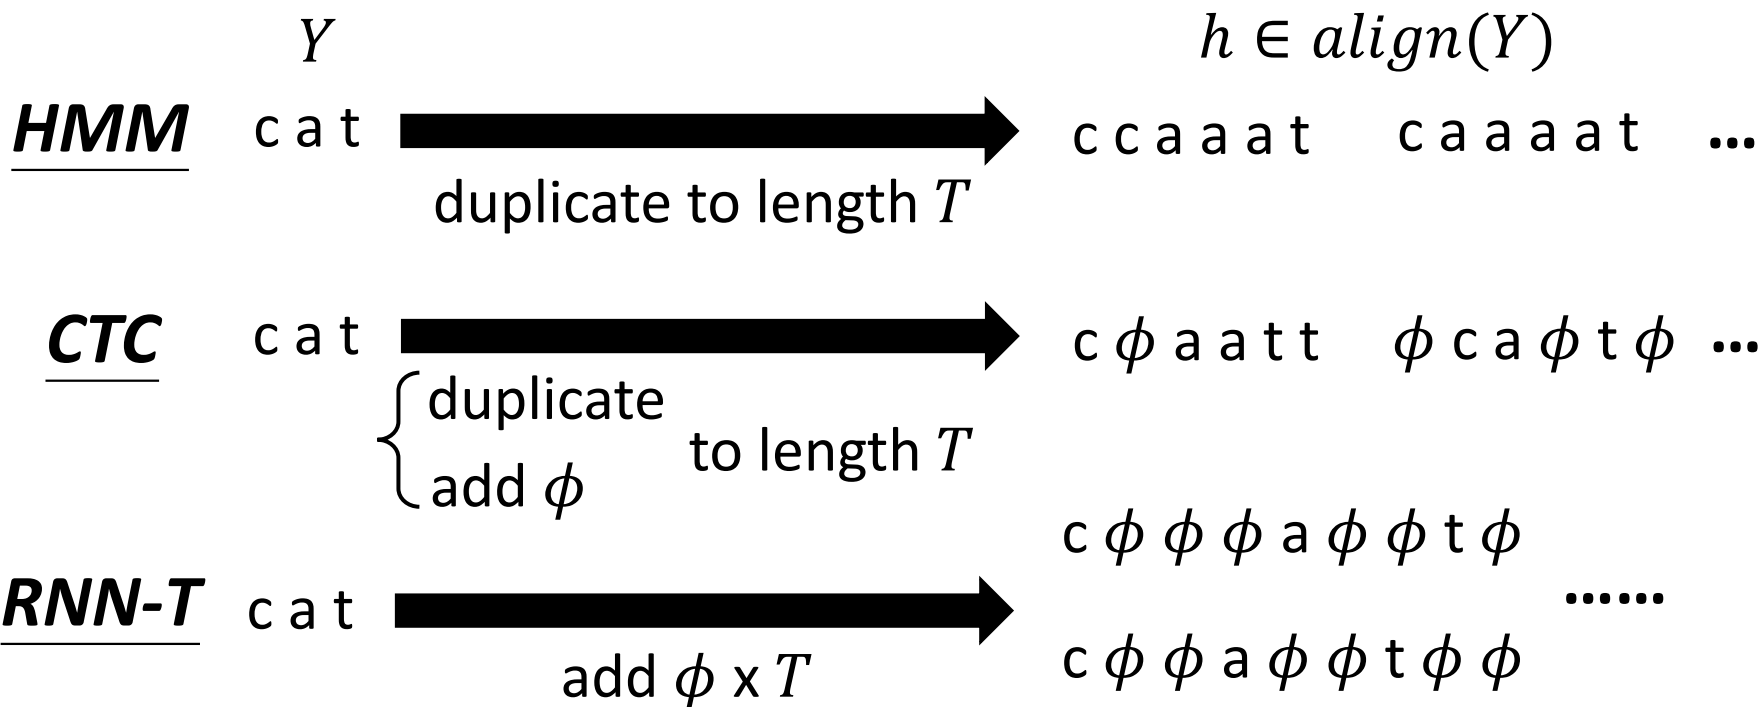 Y h ∈ align(Y)
HMM c a t c c a a a t c a a a a t ...
duplicate to length T
CTC c a t c ϕ a a t t ϕ c a ϕ t ϕ ...
duplicate
to length T
add ϕ
c ϕ ϕ ϕ a ϕ ϕ t ϕ
RNN-T c a t ......
c ϕ ϕ a ϕ ϕ t ϕ ϕ
add ϕ x T